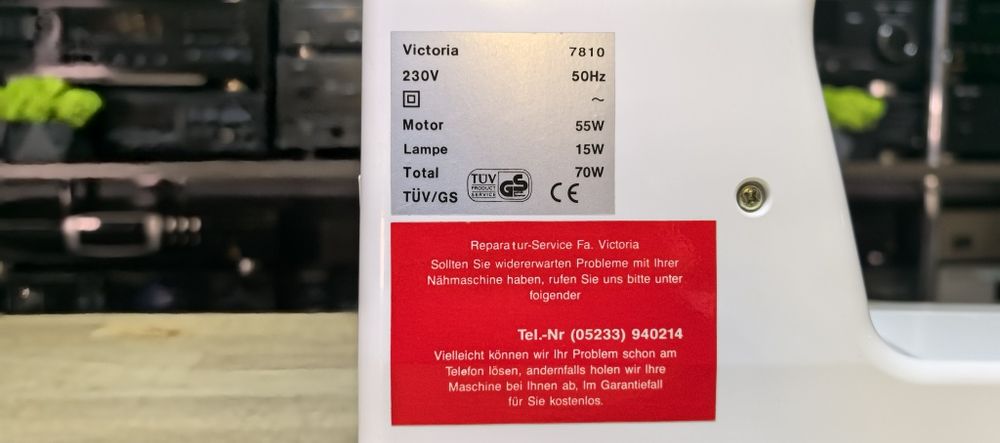 Victoria 7810
230V 50Hz
~
Motor 55W
Lampe 15W
Total 70W
TÜV/GS TÜV PRODUCT SERVICE GS CE
Reparatur-Service Fa. Victoria
Sollten Sie widererwarten Probleme mit Ihrer
Nähmaschine haben, rufen Sie uns bitte unter
folgender
Tel.-Nr (05233) 940214
Vielleicht können wir Ihr Problem schon am
Telefon lösen, andernfalls holen wir Ihre
Maschine bei Ihnen ab, Im Garantiefall
für Sie kostenlos.